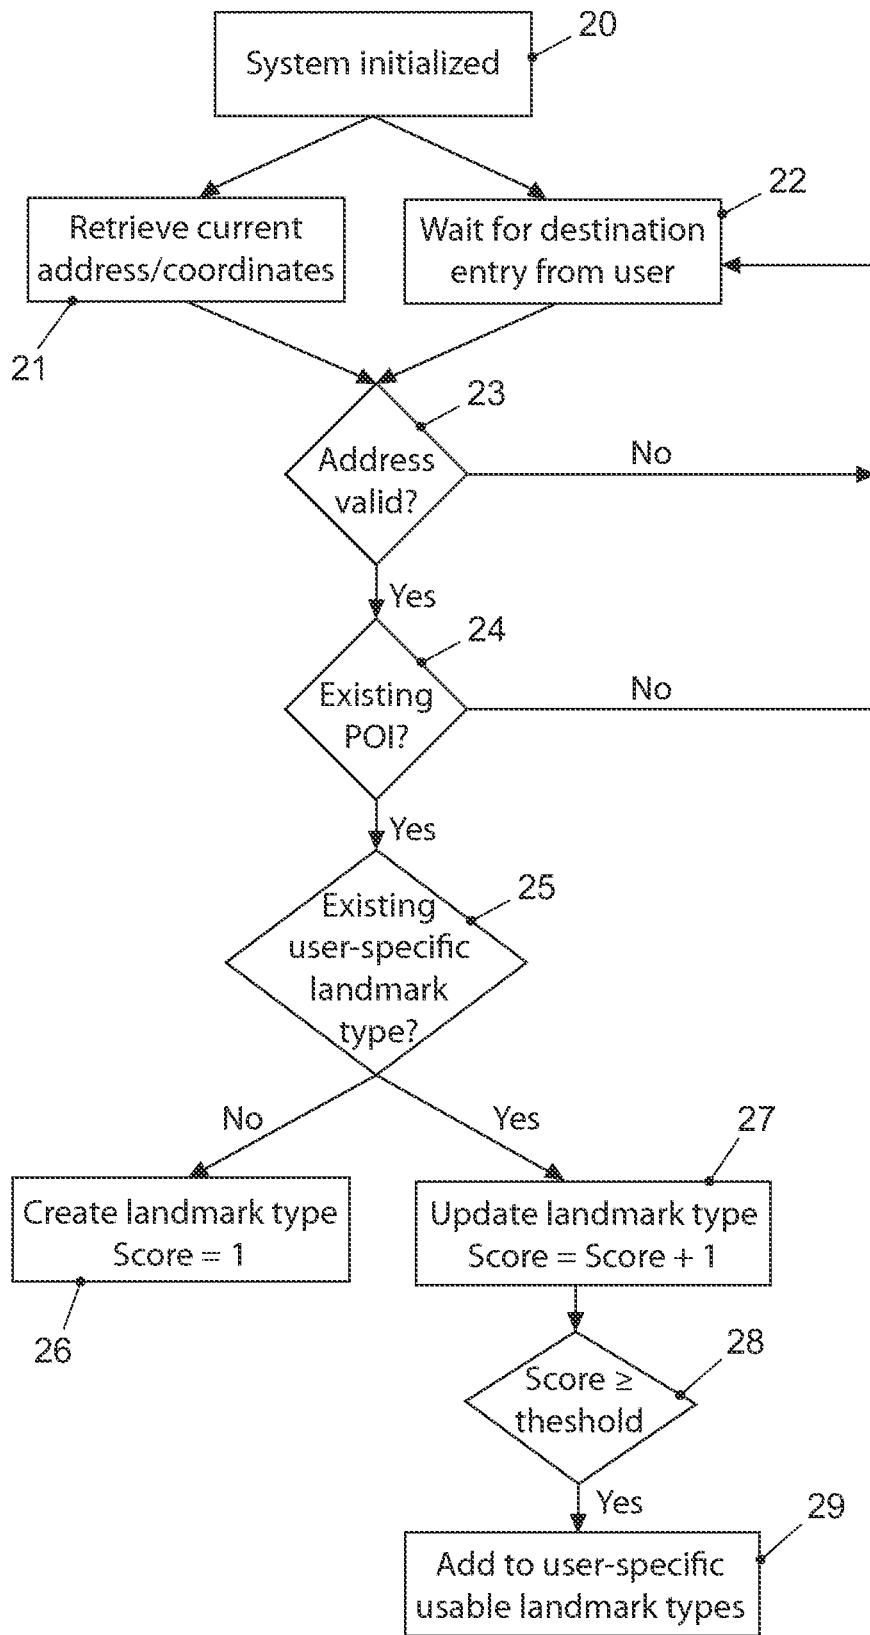 20
System initialized
22
Retrieve current
address/coordinates
Wait for destination
entry from user
21
23
Address
valid?
No
Yes
24
Existing
POI?
No
Yes
25
Existing
user-specific
landmark
type?
No
Yes
27
Create landmark type
Score = 1
Update landmark type
Score = Score + 1
26
28
Score ≥
theshold
Yes
29
Add to user-specific
usable landmark types